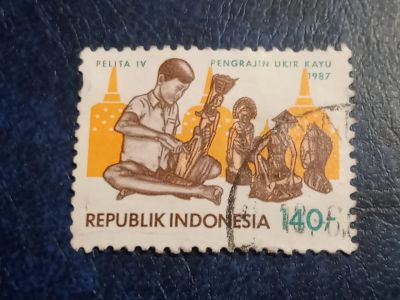 PELITA IV PENGRAJIN UKIR KAYU
1987
REPUBLIK INDONESIA 140,-